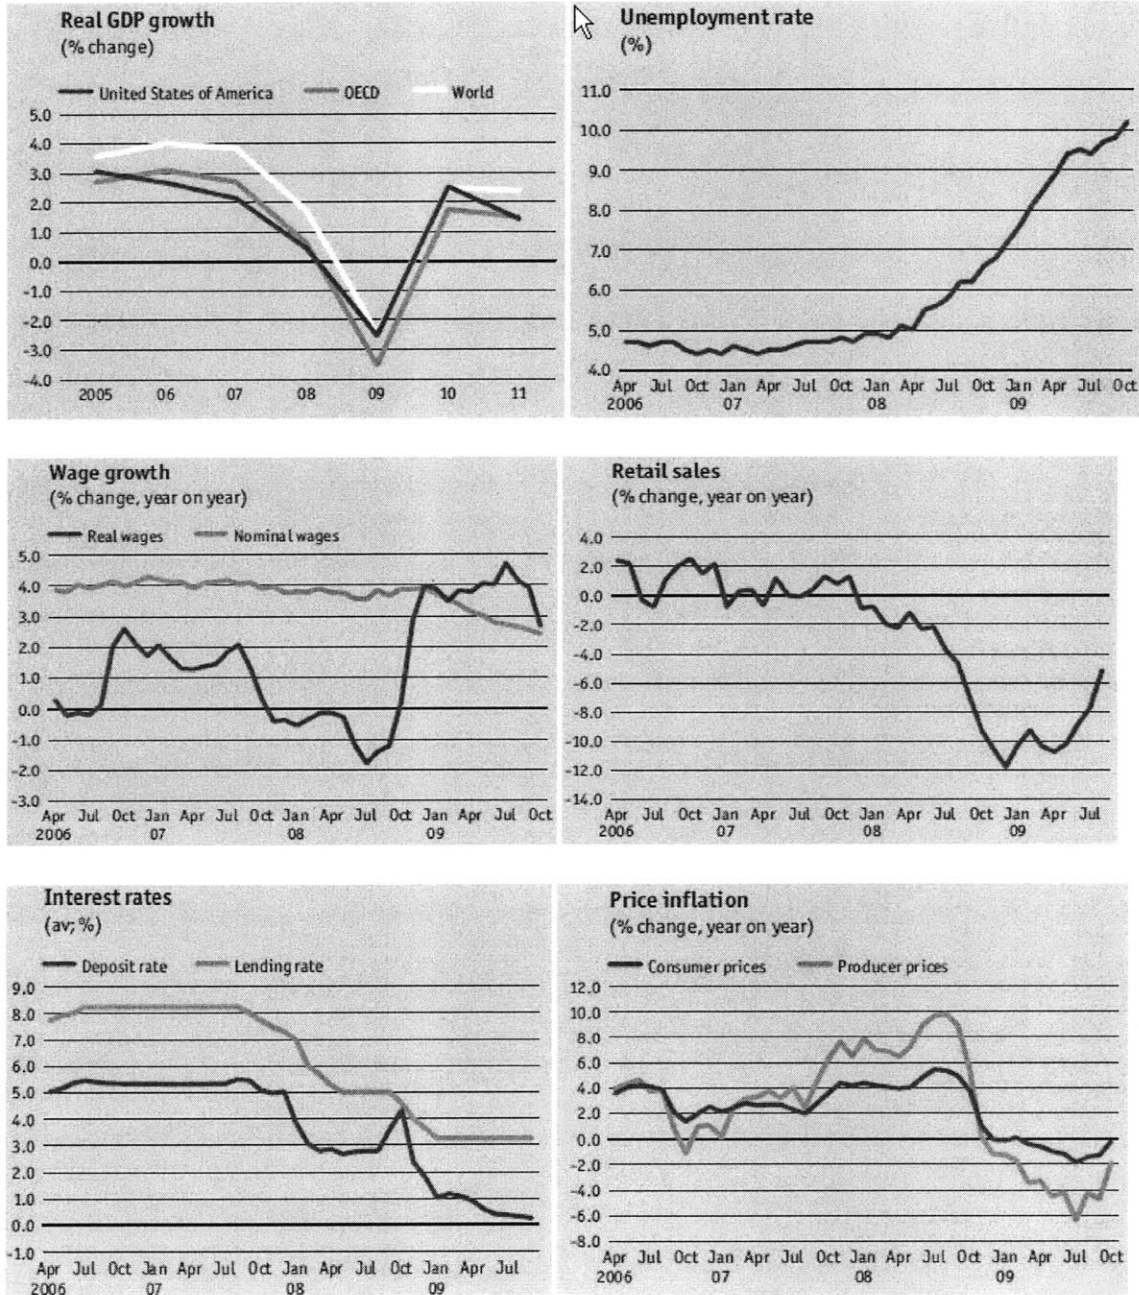 Real GDP growth
(% change)
United States of America OECD World
5.0
4.0
3.0
2.0
1.0
0.0
-1.0
-2.0
-3.0
-4.0
2005 06 07 08 09 10 11
Unemployment rate
(%)
11.0
10.0
9.0
8.0
7.0
6.0
5.0
4.0
Apr Jul Oct Jan Apr Jul Oct Jan Apr Jul Oct Jan Apr Jul Oct
2006 07 08 09
Wage growth
(% change, year on year)
Real wages Nominal wages
5.0
4.0
3.0
2.0
1.0
0.0
-1.0
-2.0
-3.0
Apr Jul Oct Jan Apr Jul Oct Jan Apr Jul Oct Jan Apr Jul Oct
2006 07 08 09
Retail sales
(% change, year on year)
4.0
2.0
0.0
-2.0
-4.0
-6.0
-8.0
-10.0
-12.0
-14.0
Apr Jul Oct Jan Apr Jul Oct Jan Apr Jul Oct Jan Apr Jul
2006 07 08 09
Interest rates
(av; %)
Deposit rate Lending rate
9.0
8.0
7.0
6.0
5.0
4.0
3.0
2.0
1.0
0.0
-1.0
Apr Jul Oct Jan Apr Jul Oct Jan Apr Jul Oct Jan Apr Jul
2006 07 08 09
Price inflation
(% change, year on year)
Consumer prices Producer prices
12.0
10.0
8.0
6.0
4.0
2.0
0.0
-2.0
-4.0
-6.0
-8.0
Apr Jul Oct Jan Apr Jul Oct Jan Apr Jul Oct Jan Apr Jul Oct
2006 07 08 09